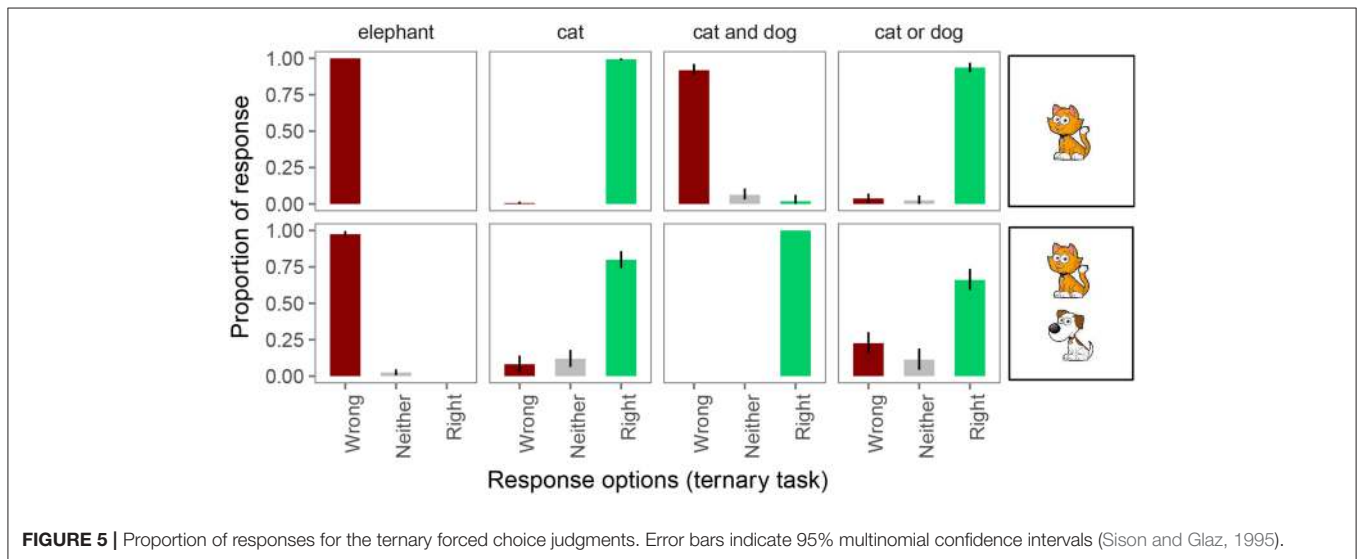 elephant cat cat and dog cat or dog
Proportion of response
1.00
0.75
0.50
0.25
0.00
1.00
0.75
0.50
0.25
0.00
Wrong Neither Right Wrong Neither Right Wrong Neither Right Wrong Neither Right
Response options (ternary task)
FIGURE 5 | Proportion of responses for the ternary forced choice judgments. Error bars indicate 95% multinomial confidence intervals (Sison and Glaz, 1995).